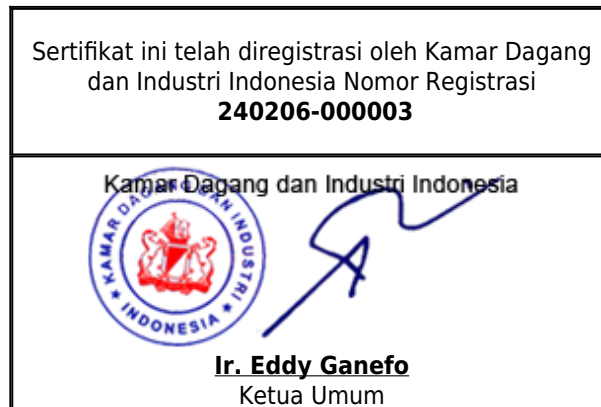 Sertifikat ini telah diregistrasi oleh Kamar Dagang
dan Industri Indonesia Nomor Registrasi
240206-000003
Kamar Dagang dan Industri Indonesia
KAMAR DAGANG DAN INDUSTRI
INDONESIA
Ir. Eddy Ganefo
Ketua Umum